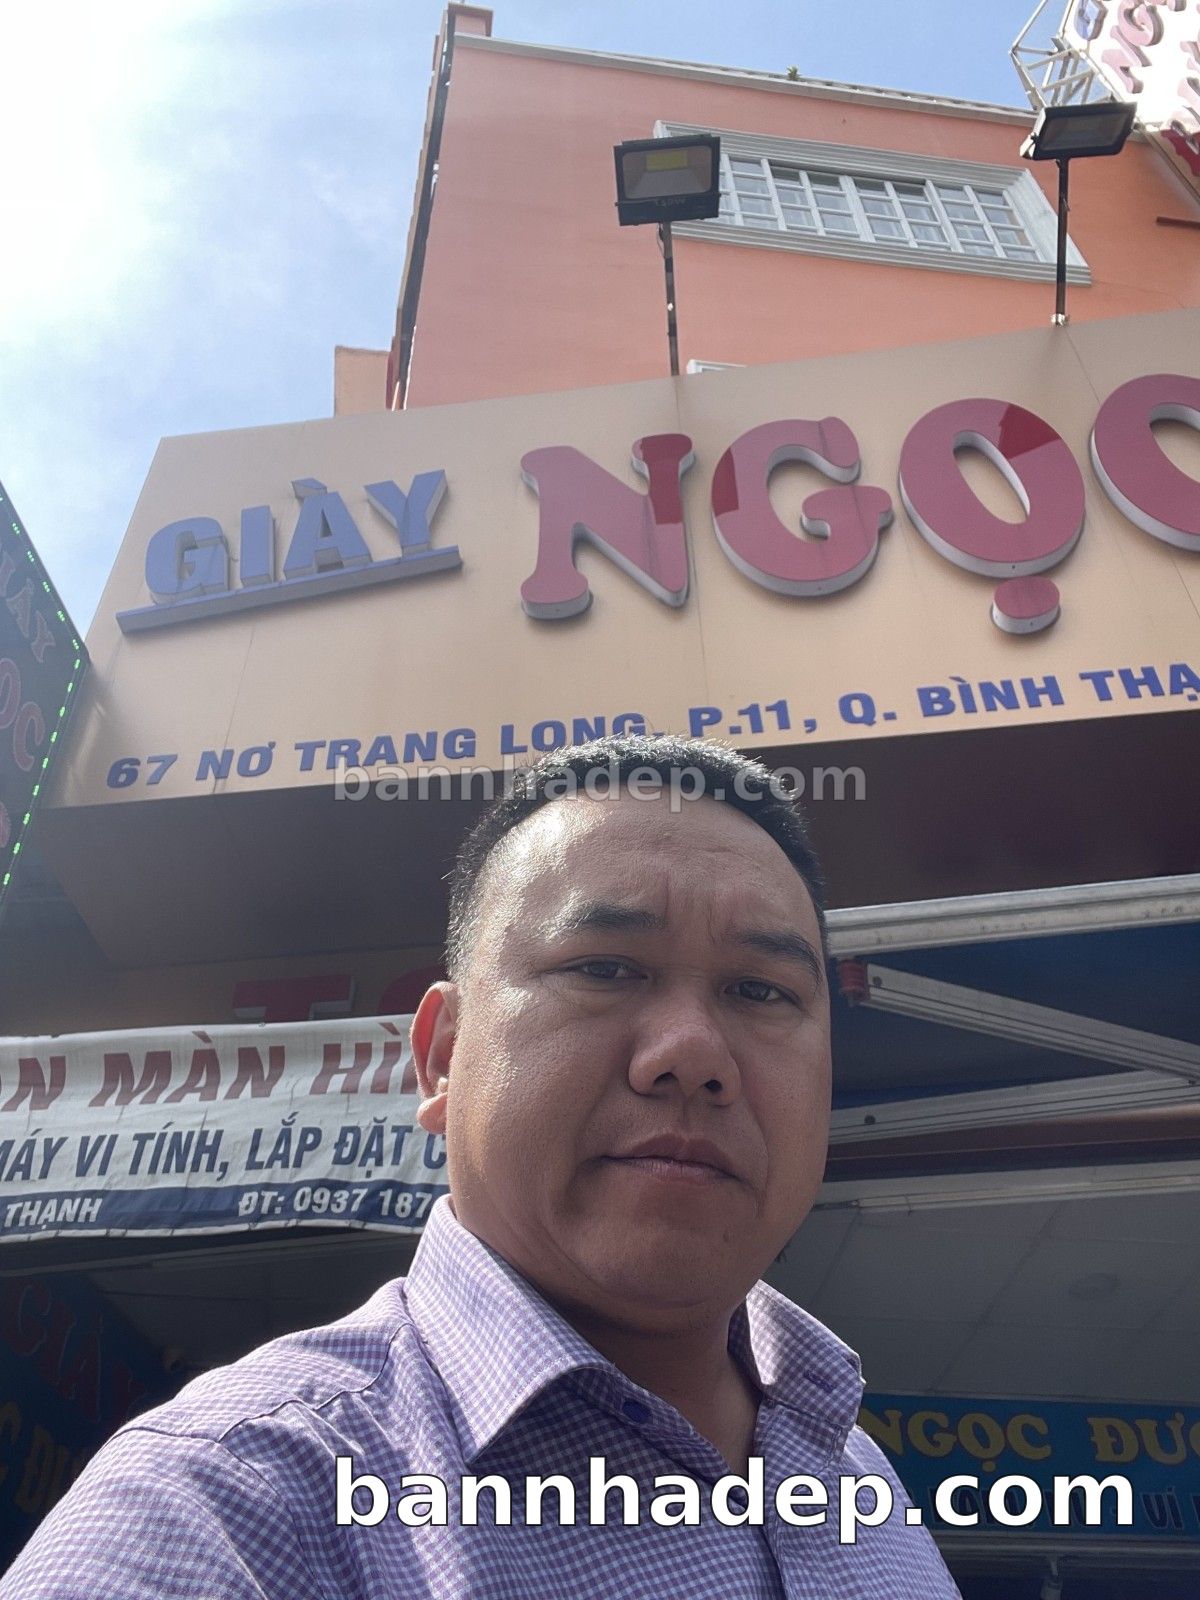 GIÀY NGỌC
67 NƠ TRANG LONG, P.11, Q. BÌNH THẠ
bannhadep.com
MÀN HÌ
MÁY VI TÍNH, LẮP ĐẶT C
THẠNH ĐT: 0937 187
NGỌC ĐƯ
bannhadep.com